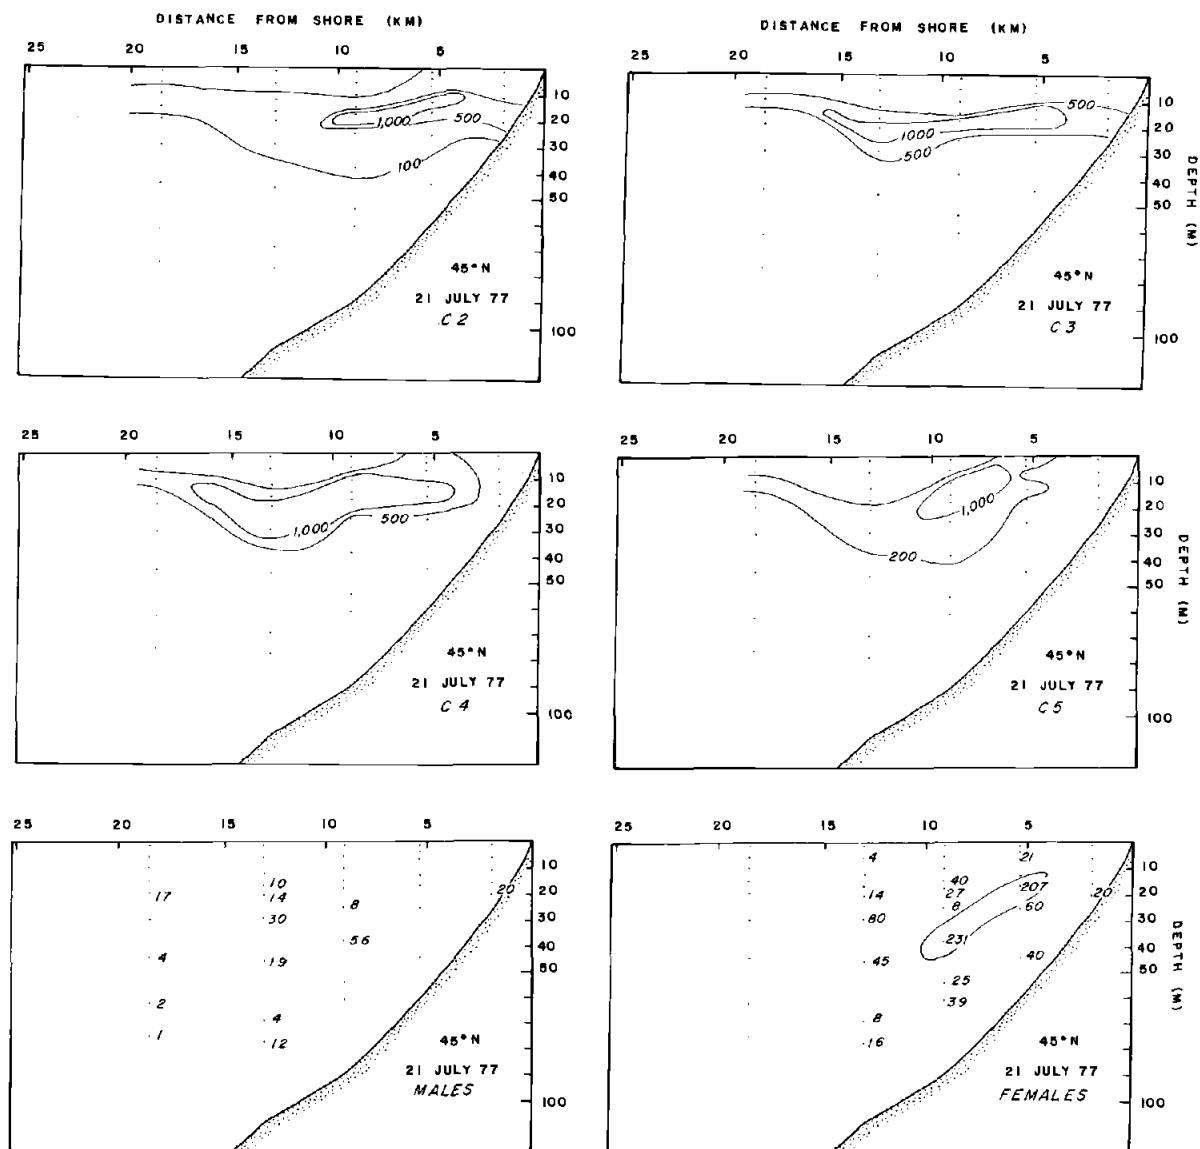 DISTANCE FROM SHORE (KM)
25 20 15 10 5
10
20
30
40
50
100
1,000
500
100
45°N
21 JULY 77
C2
DISTANCE FROM SHORE (KM)
25 20 15 10 5
10
20
30
40
50
100
DEPTH (M)
500
1000
500
45°N
21 JULY 77
C3
25 20 15 10 5
10
20
30
40
50
100
1,000
500
45°N
21 JULY 77
C4
25 20 15 10 5
10
20
30
40
50
100
DEPTH (M)
1,000
200
45°N
21 JULY 77
C5
25 20 15 10 5
10
20
30
40
50
100
10
17 14 20
8
30
56
4 19
2
4
1 12
45°N
21 JULY 77
MALES
25 20 15 10 5
10
20
30
40
50
100
DEPTH (M)
4 21
40
14 27 207 20
8 60
80
231
45 40
25
39
8
16
45°N
21 JULY 77
FEMALES